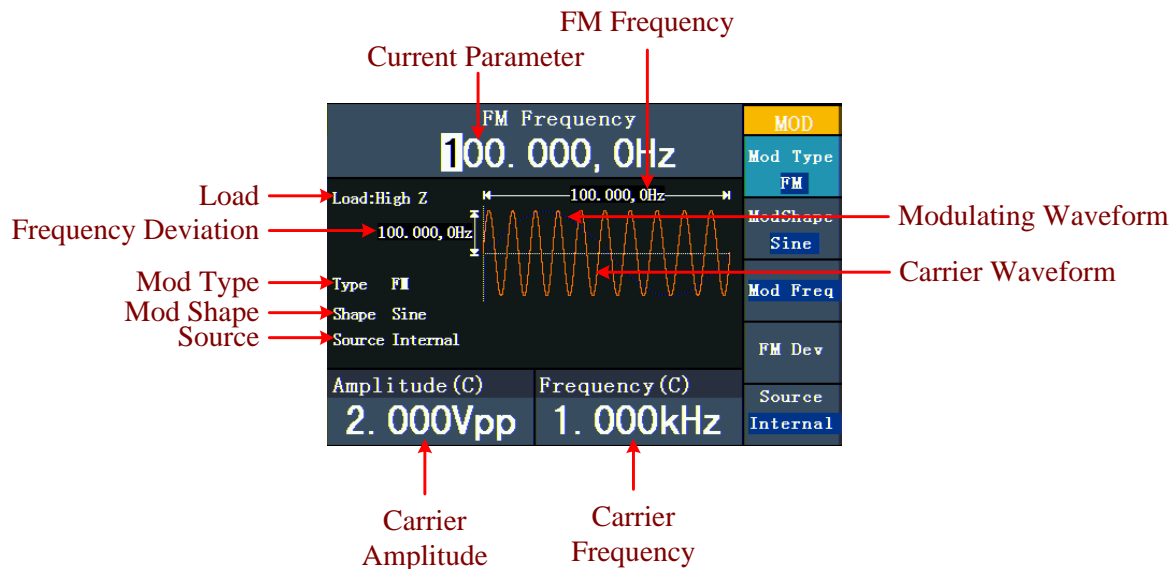 FM Frequency
Current Parameter
FM Frequency
100.000,0Hz
MOD
Mod Type
FM
Load
Load:High Z
100.000,0Hz
ModShape
Sine
Modulating Waveform
Frequency Deviation
100.000,0Hz
Carrier Waveform
Mod Type
Type FM
Mod Freq
Mod Shape
Shape Sine
Source
Source Internal
FM Dev
Amplitude(C)
Frequency(C)
Source
Internal
2.000Vpp
1.000kHz
Carrier
Amplitude
Carrier
Frequency